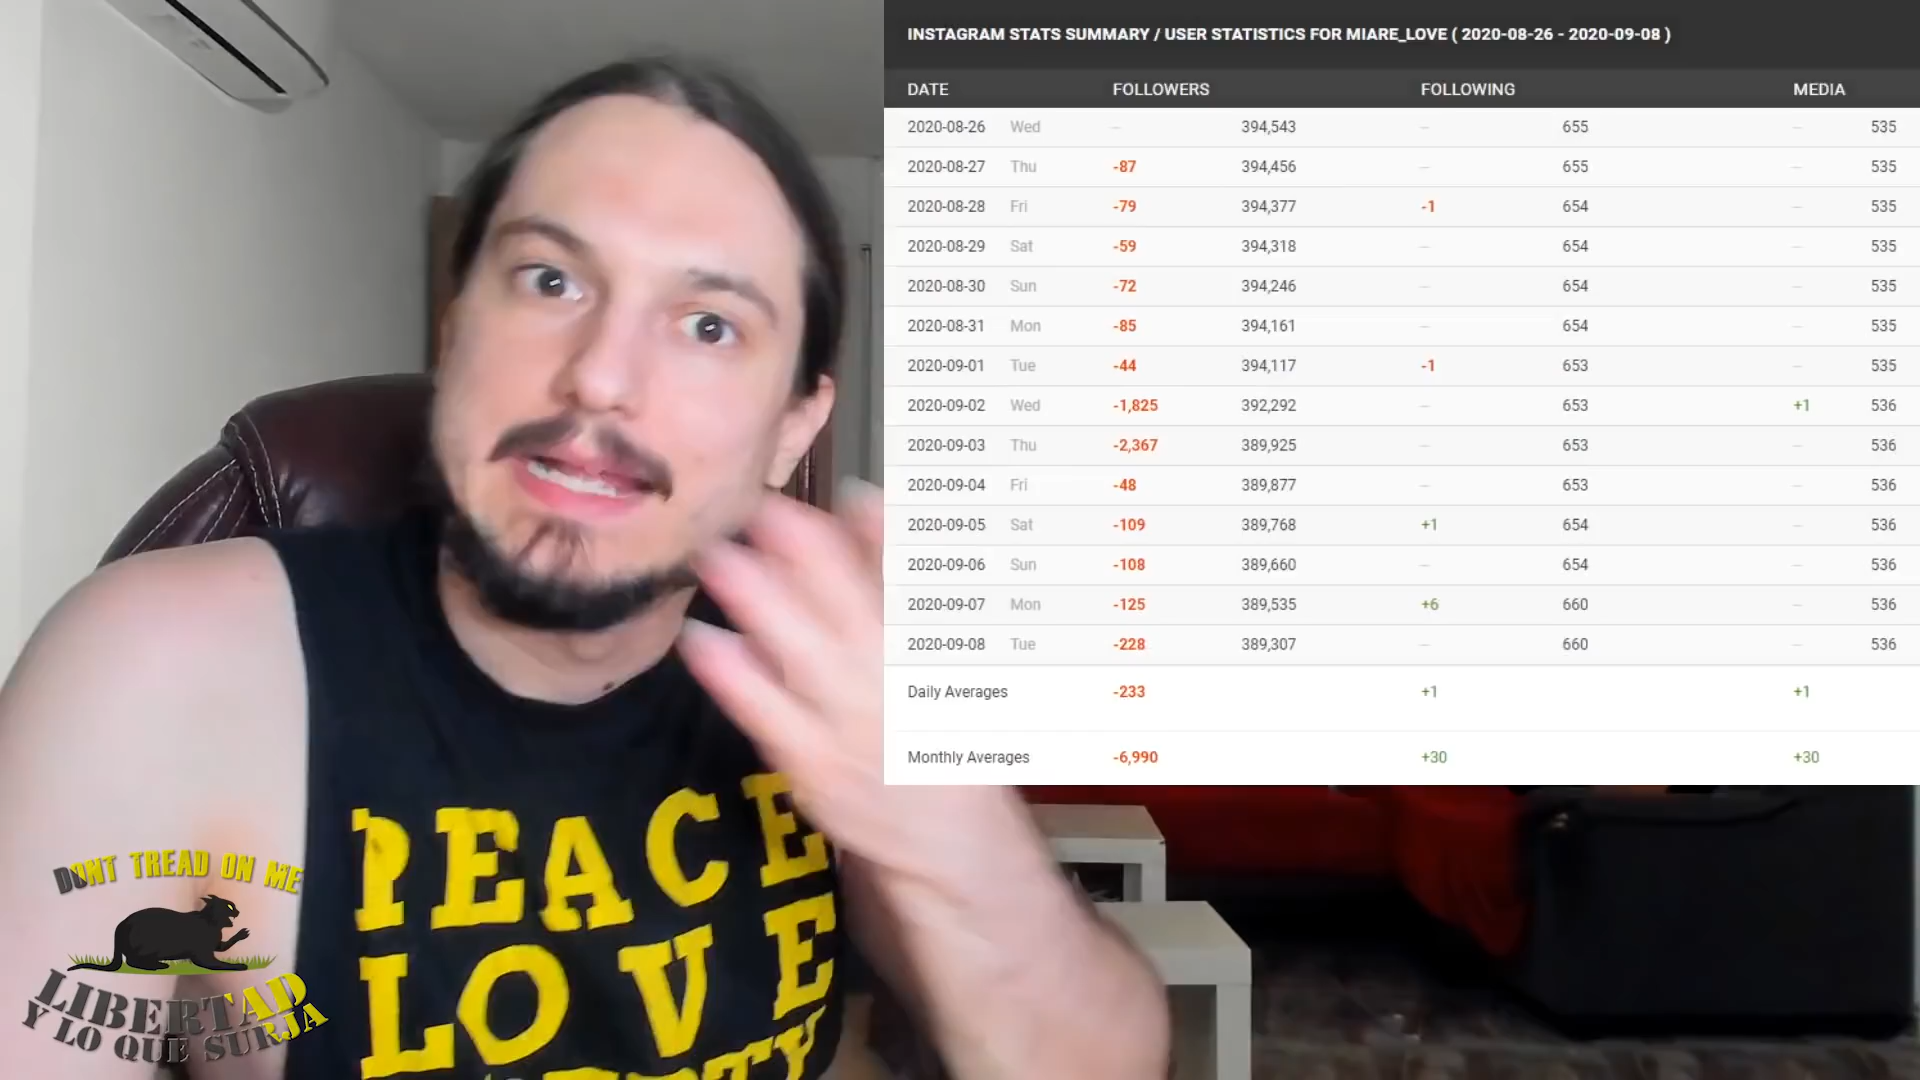 INSTAGRAM STATS SUMMARY / USER STATISTICS FOR MIARE_LOVE ( 2020-08-26 - 2020-09-08 )
DATE FOLLOWERS FOLLOWING MEDIA
2020-08-26 Wed – 394,543 – 655 – 535
2020-08-27 Thu -87 394,456 – 655 – 535
2020-08-28 Fri -79 394,377 -1 654 – 535
2020-08-29 Sat -59 394,318 – 654 – 535
2020-08-30 Sun -72 394,246 – 654 – 535
2020-08-31 Mon -85 394,161 – 654 – 535
2020-09-01 Tue -44 394,117 -1 653 – 535
2020-09-02 Wed -1,825 392,292 – 653 +1 536
2020-09-03 Thu -2,367 389,925 – 653 – 536
2020-09-04 Fri -48 389,877 – 653 – 536
2020-09-05 Sat -109 389,768 +1 654 – 536
2020-09-06 Sun -108 389,660 – 654 – 536
2020-09-07 Mon -125 389,535 +6 660 – 536
2020-09-08 Tue -228 389,307 – 660 – 536
Daily Averages -233 +1 +1
Monthly Averages -6,990 +30 +30
PEACE
LOVE
DONT TREAD ON ME
LIBERTAD
Y LO QUE SURJA